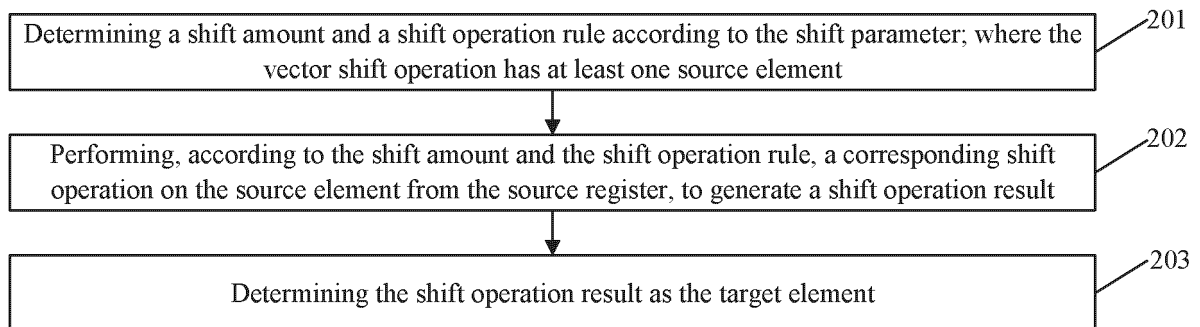 201
Determining a shift amount and a shift operation rule according to the shift parameter; where the
vector shift operation has at least one source element
202
Performing, according to the shift amount and the shift operation rule, a corresponding shift
operation on the source element from the source register, to generate a shift operation result
203
Determining the shift operation result as the target element